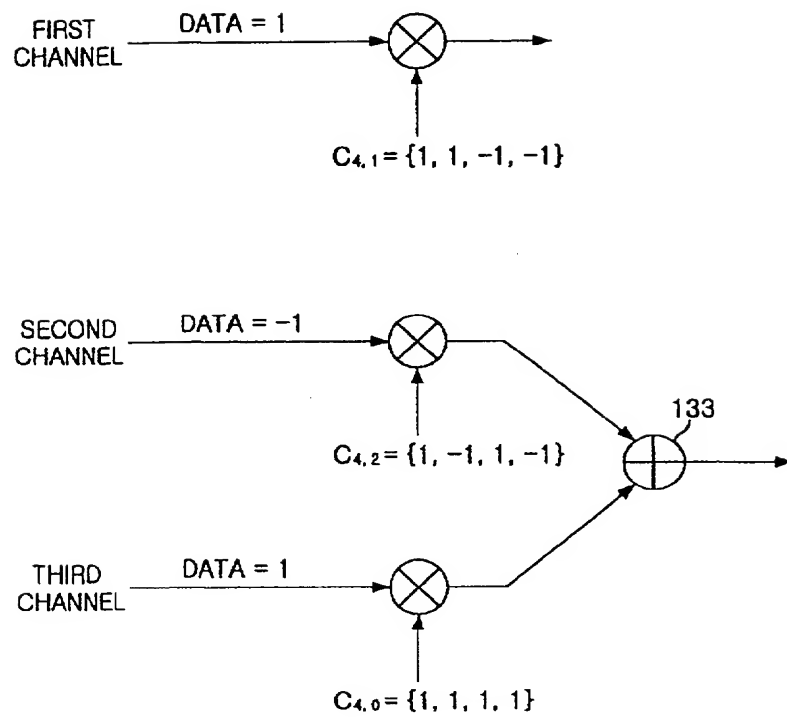 FIRST
CHANNEL
DATA = 1
C4,1 = {1, 1, -1, -1}
SECOND
CHANNEL
DATA = -1
133
C4,2 = {1, -1, 1, -1}
THIRD
CHANNEL
DATA = 1
C4,0 = {1, 1, 1, 1}